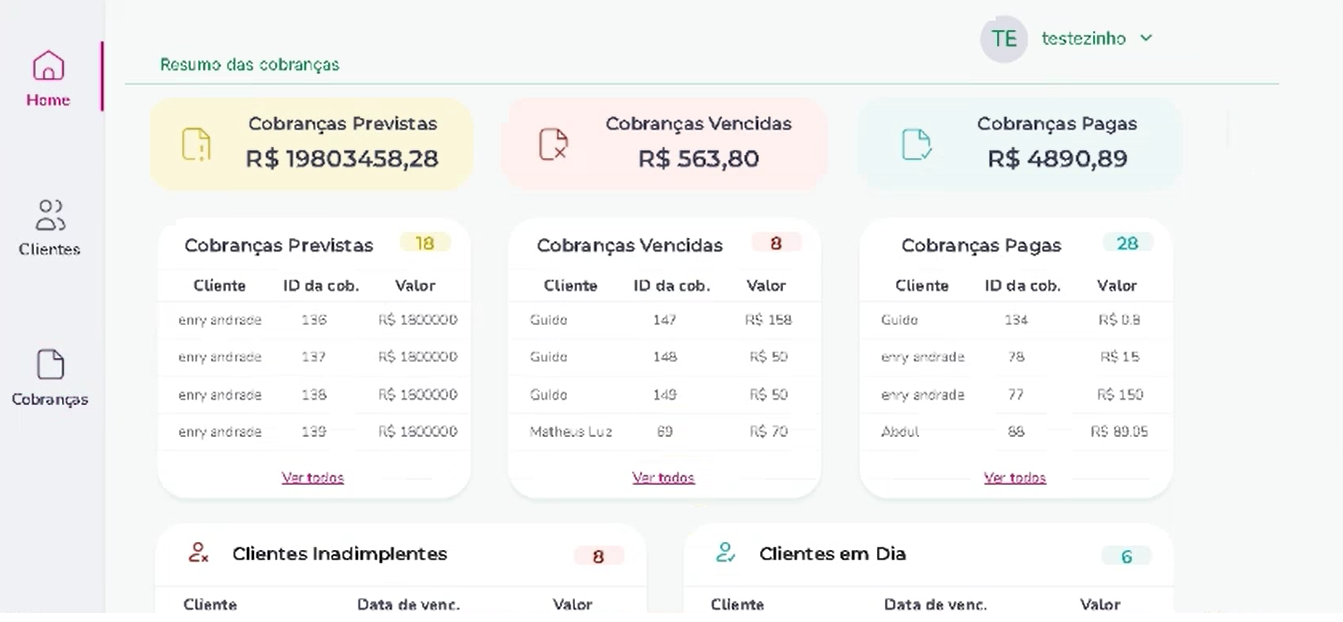 TE testezinho
Resumo das cobranças
Home
Clientes
Cobranças
Cobranças Previstas
R$ 19803458,28
Cobranças Vencidas
R$ 563,80
Cobranças Pagas
R$ 4890,89
Cobranças Previstas 18
Cliente ID da cob. Valor
enry andrade 136 R$ 1800000
enry andrade 137 R$ 1800000
enry andrade 138 R$ 1800000
enry andrade 139 R$ 1800000
Ver todos
Cobranças Vencidas 8
Cliente ID da cob. Valor
Guido 147 R$ 158
Guido 148 R$ 50
Guido 149 R$ 50
Matheus Luz 69 R$ 70
Ver todos
Cobranças Pagas 28
Cliente ID da cob. Valor
Guido 134 R$ 0.8
enry andrade 78 R$ 15
enry andrade 77 R$ 150
Abdul 88 R$ 89.05
Ver todos
Clientes Inadimplentes 8
Cliente Data de venc. Valor
Clientes em Dia 6
Cliente Data de venc. Valor